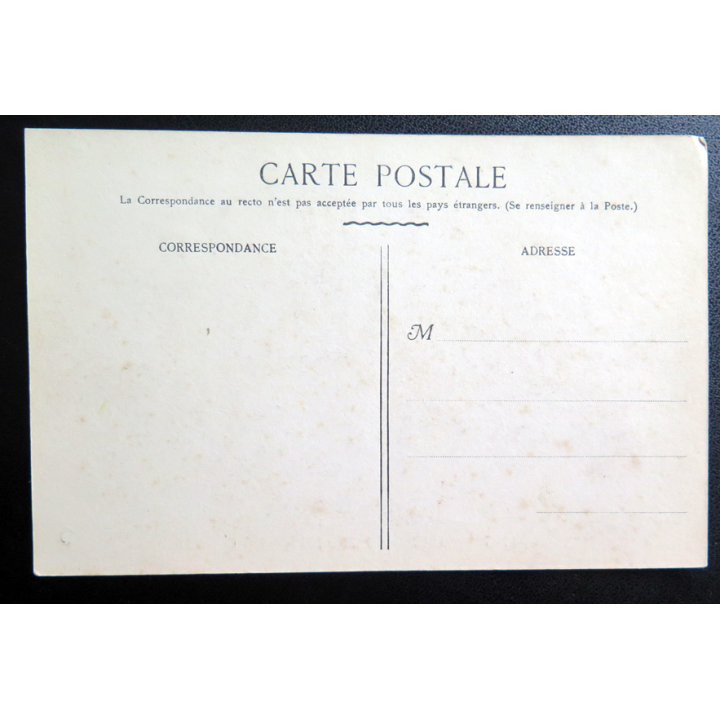 CARTE POSTALE
La Correspondance au recto n'est pas acceptée par tous les pays étrangers. (Se renseigner à la Poste.)
CORRESPONDANCE
ADRESSE
M